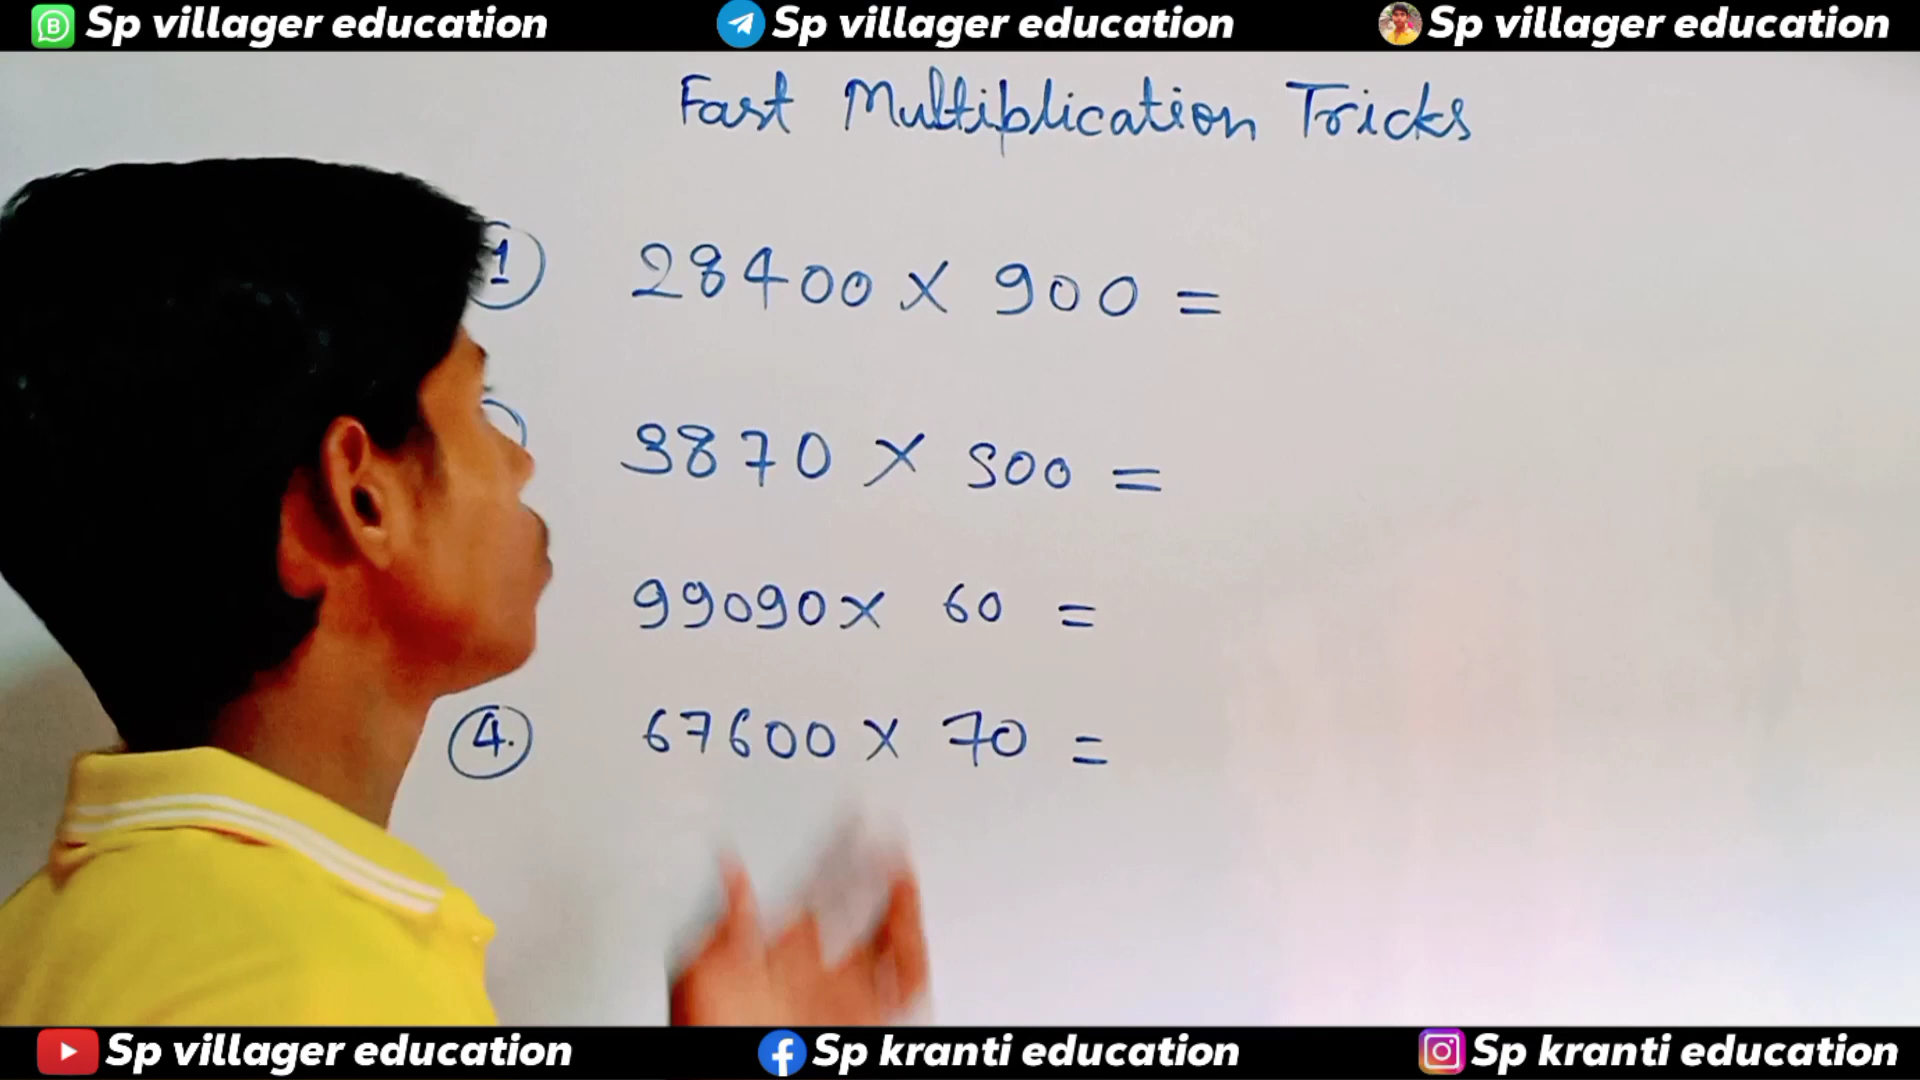 Sp villager education Sp villager education Sp villager education
Fast Multiplication Tricks
1 28400 × 900 =
3870 × 500 =
99090 × 60 =
4. 67600 × 70 =
Sp villager education Sp kranti education Sp kranti education